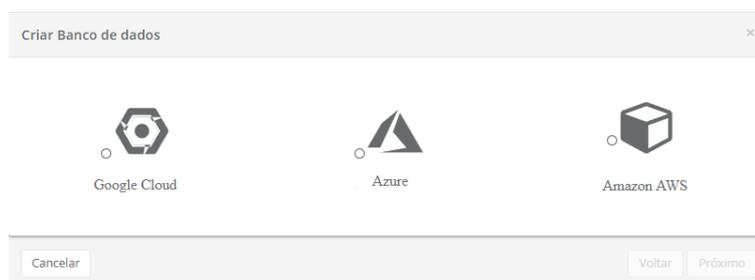 Criar Banco de dados ×
Google Cloud
Azure
Amazon AWS
Cancelar
Voltar
Próximo